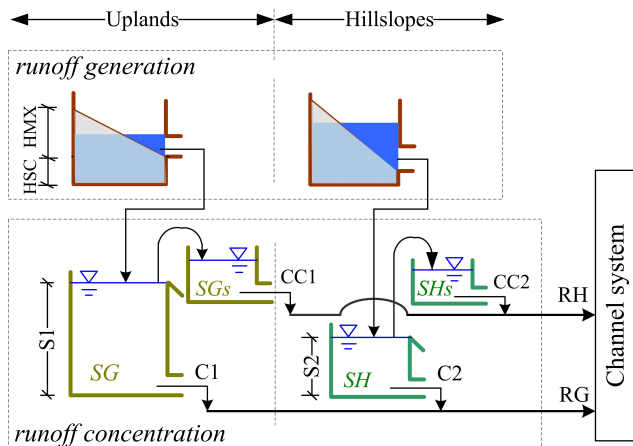 Uplands
Hillslopes
runoff generation
HMX
HSC
SGs
CC1
SHs
CC2
RH
S1
SG
C1
S2
SH
C2
RG
Channel system
runoff concentration